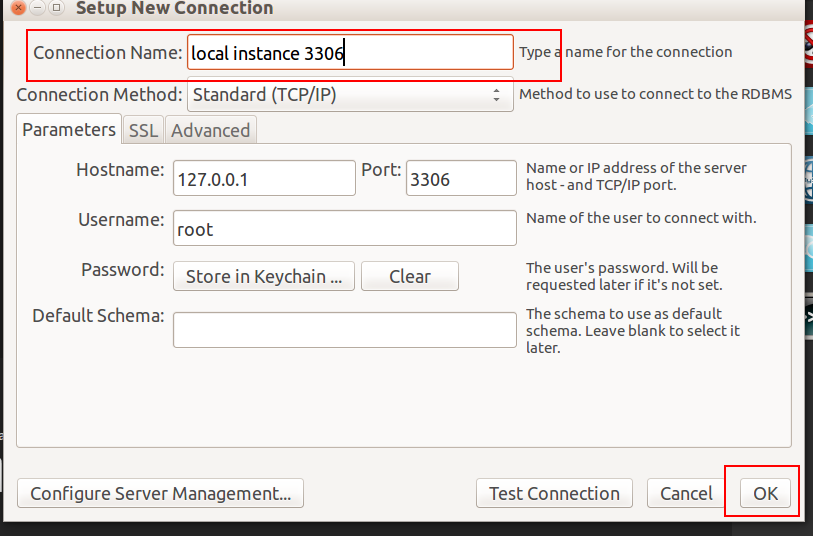 Setup New Connection
Connection Name: local instance 3306 Type a name for the connection
Connection Method: Standard (TCP/IP) Method to use to connect to the RDBMS
Parameters SSL Advanced
Hostname: 127.0.0.1 Port: 3306 Name or IP address of the server
host - and TCP/IP port.
Username: root Name of the user to connect with.
Password: Store in Keychain ... Clear The user's password. Will be
requested later if it's not set.
Default Schema: The schema to use as default
schema. Leave blank to select it
later.
Configure Server Management... Test Connection Cancel OK